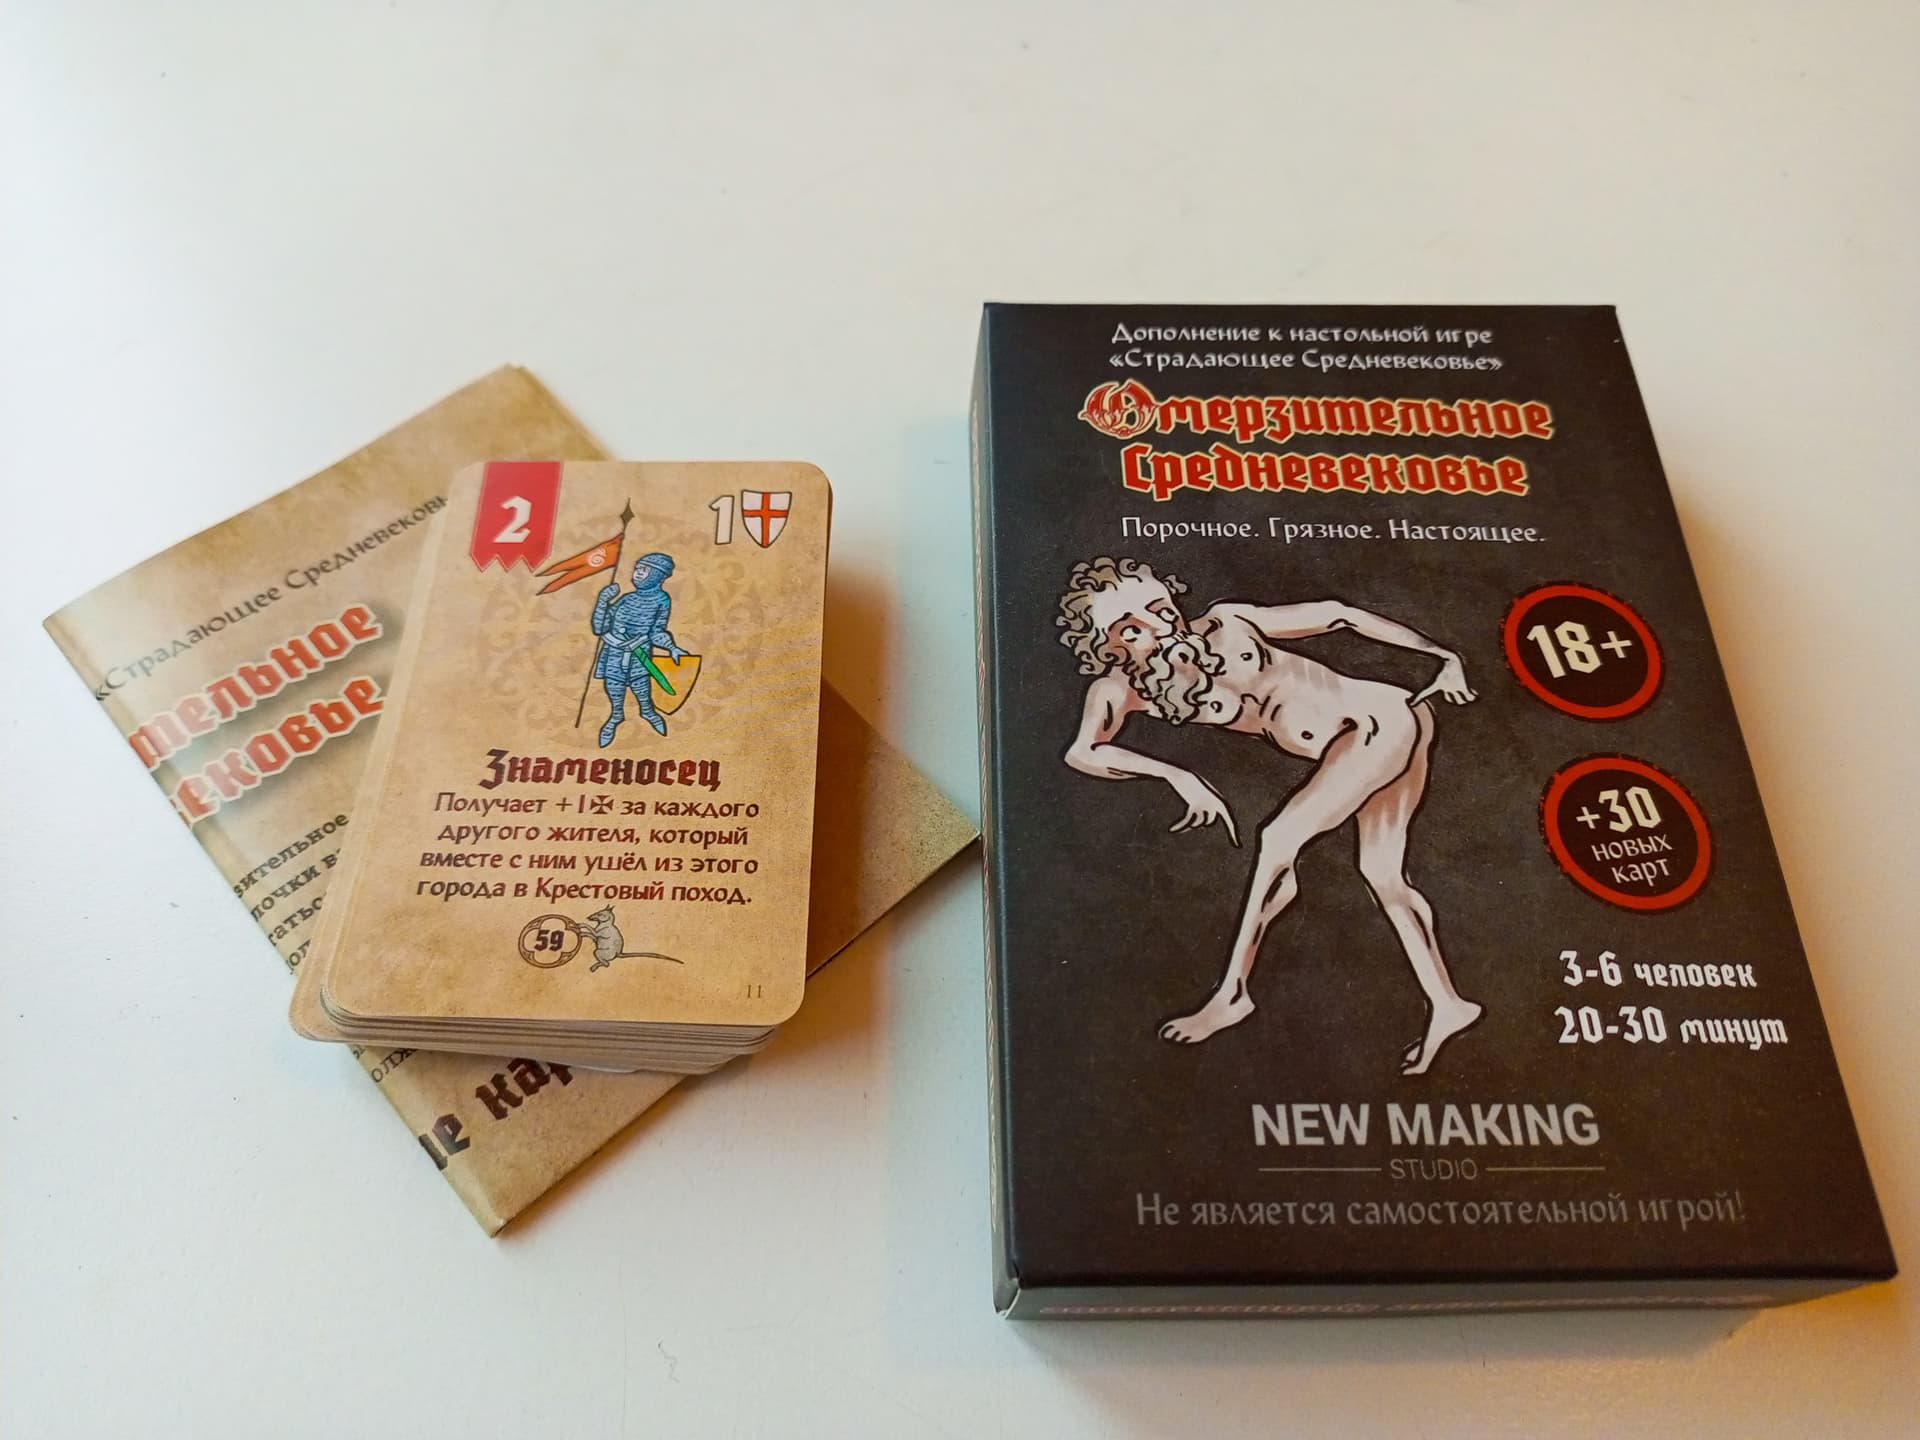 «Страдающее Средневековь
тельное
ековье
2
1
Знаменосец
Получает +1✠ за каждого
другого жителя, который
вместе с ним ушёл из этого
города в Крестовый поход.
59
11
Дополнение к настольной игре
«Страдающее Средневековье»
Омерзительное
Средневековье
Порочное. Грязное. Настоящее.
18+
+30
новых
карт
3-6 человек
20-30 минут
NEW MAKING
STUDIO
Не является самостоятельной игрой!